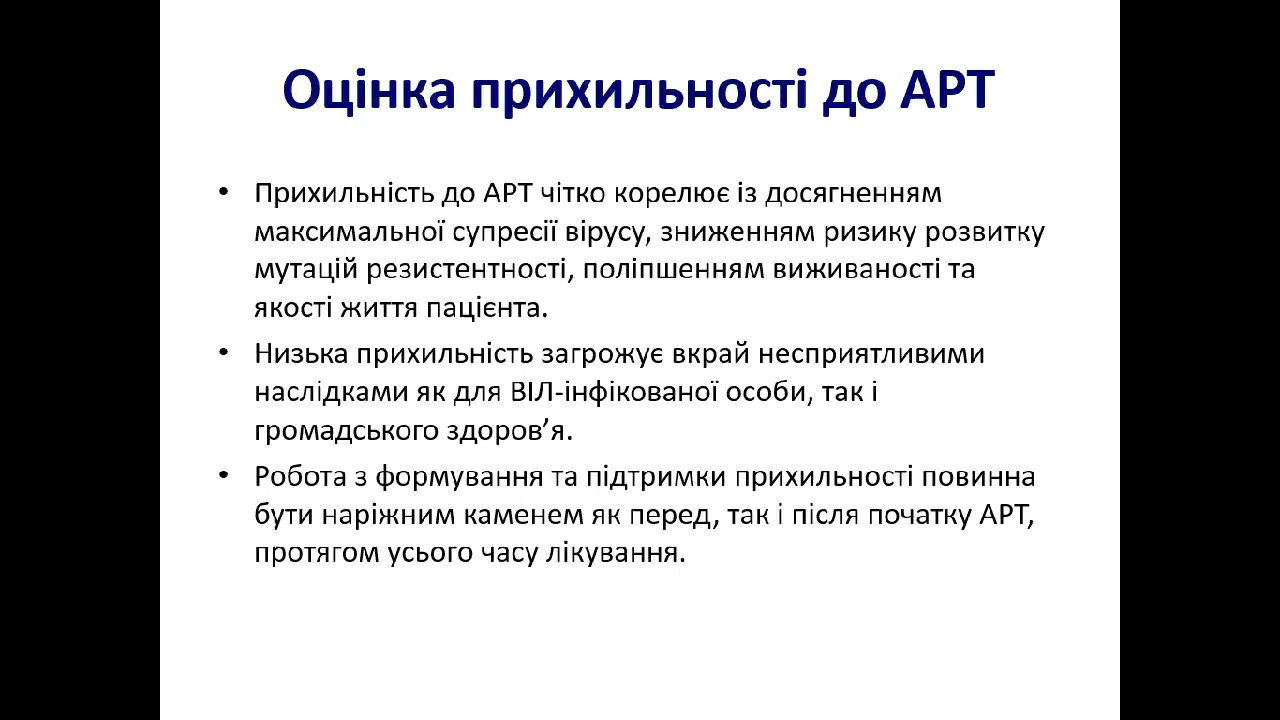 Оцінка прихильності до АРТ
• Прихильність до АРТ чітко корелює із досягненням
максимальної супресії вірусу, зниженням ризику розвитку
мутацій резистентності, поліпшенням виживаності та
якості життя пацієнта.
• Низька прихильність загрожує вкрай несприятливими
наслідками як для ВІЛ-інфікованої особи, так і
громадського здоров’я.
• Робота з формування та підтримки прихильності повинна
бути наріжним каменем як перед, так і після початку АРТ,
протягом усього часу лікування.